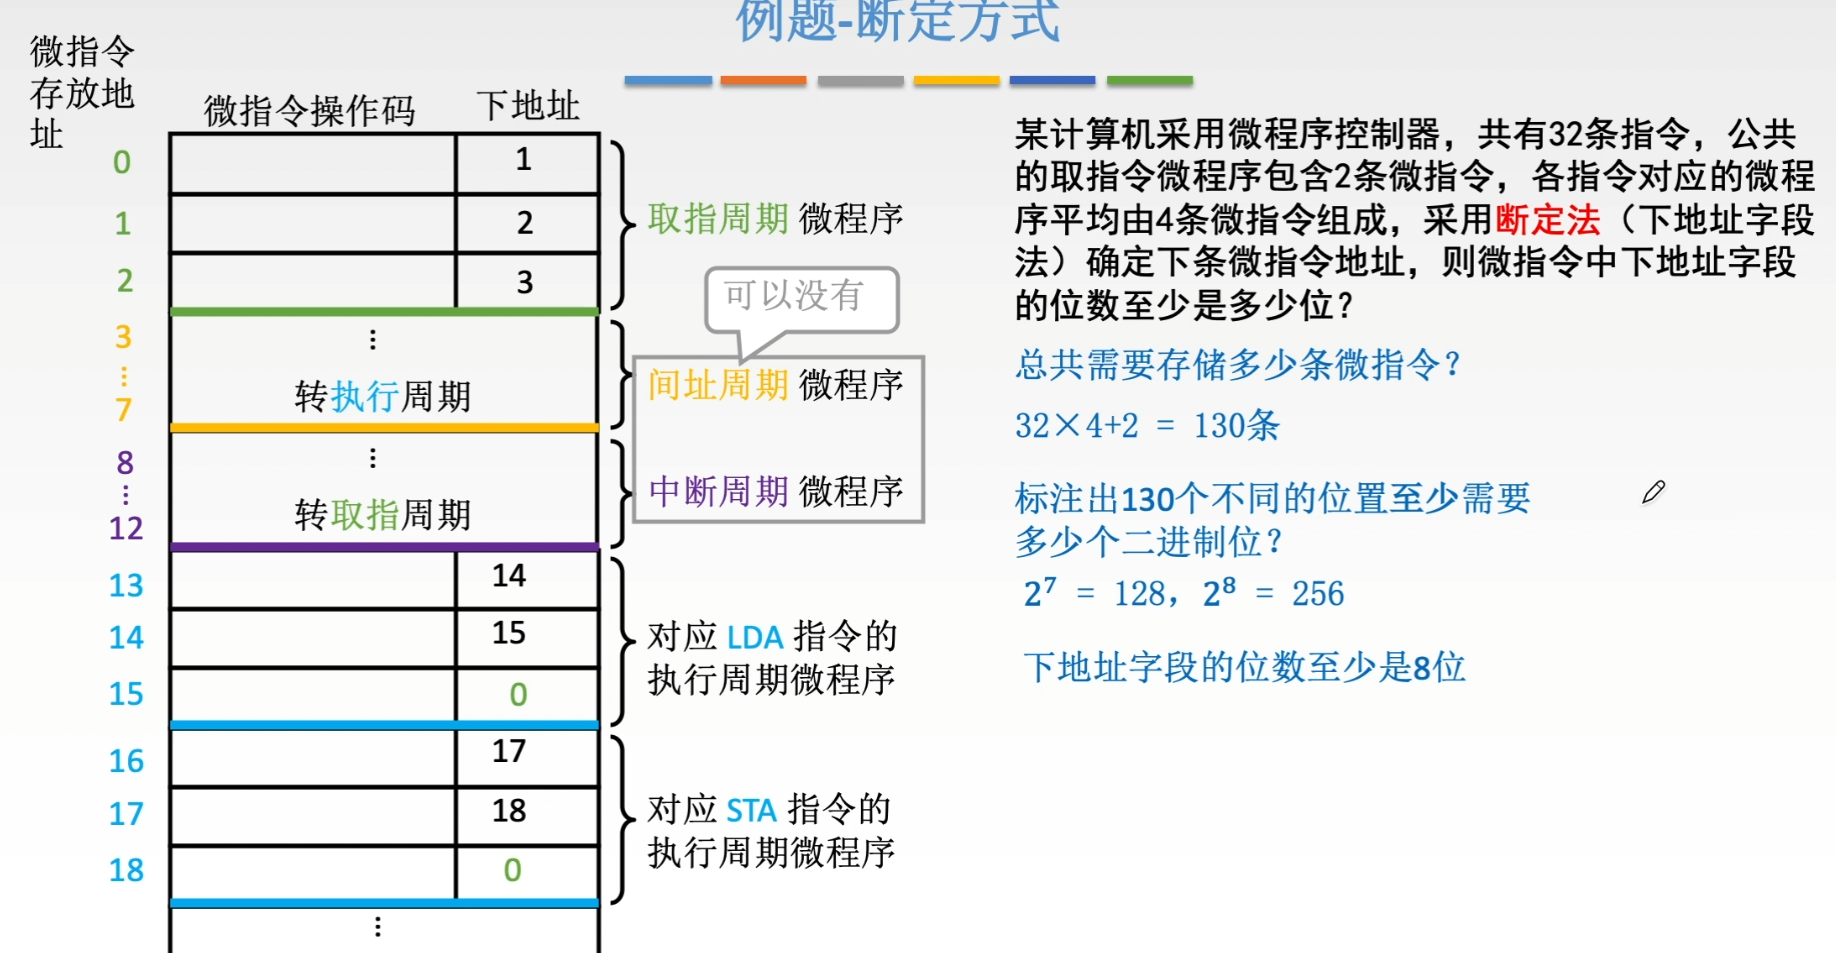 例题-断定方式
微指令
存放地
址
微指令操作码 下地址
0 1
1 2
2 3
取指周期 微程序
可以没有
3
⋮
7
⋮
转执行周期
间址周期 微程序
8
⋮
12
⋮
转取指周期
中断周期 微程序
13 14
14 15
15 0
对应 LDA 指令的
执行周期微程序
16 17
17 18
18 0
对应 STA 指令的
执行周期微程序
⋮
某计算机采用微程序控制器，共有32条指令，公共
的取指令微程序包含2条微指令，各指令对应的微程
序平均由4条微指令组成，采用断定法（下地址字段
法）确定下条微指令地址，则微指令中下地址字段
的位数至少是多少位？
总共需要存储多少条微指令？
32×4+2 = 130条
标注出130个不同的位置至少需要
多少个二进制位？
2⁷ = 128，2⁸ = 256
下地址字段的位数至少是8位